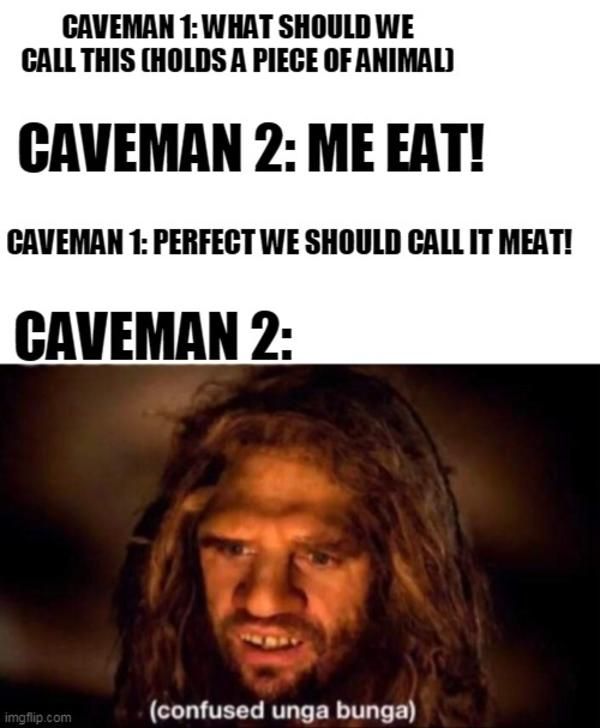 CAVEMAN 1: WHAT SHOULD WE
CALL THIS (HOLDS A PIECE OF ANIMAL)
CAVEMAN 2: ME EAT!
CAVEMAN 1: PERFECT WE SHOULD CALL IT MEAT!
CAVEMAN 2:
(confused unga bunga)
imgflip.com